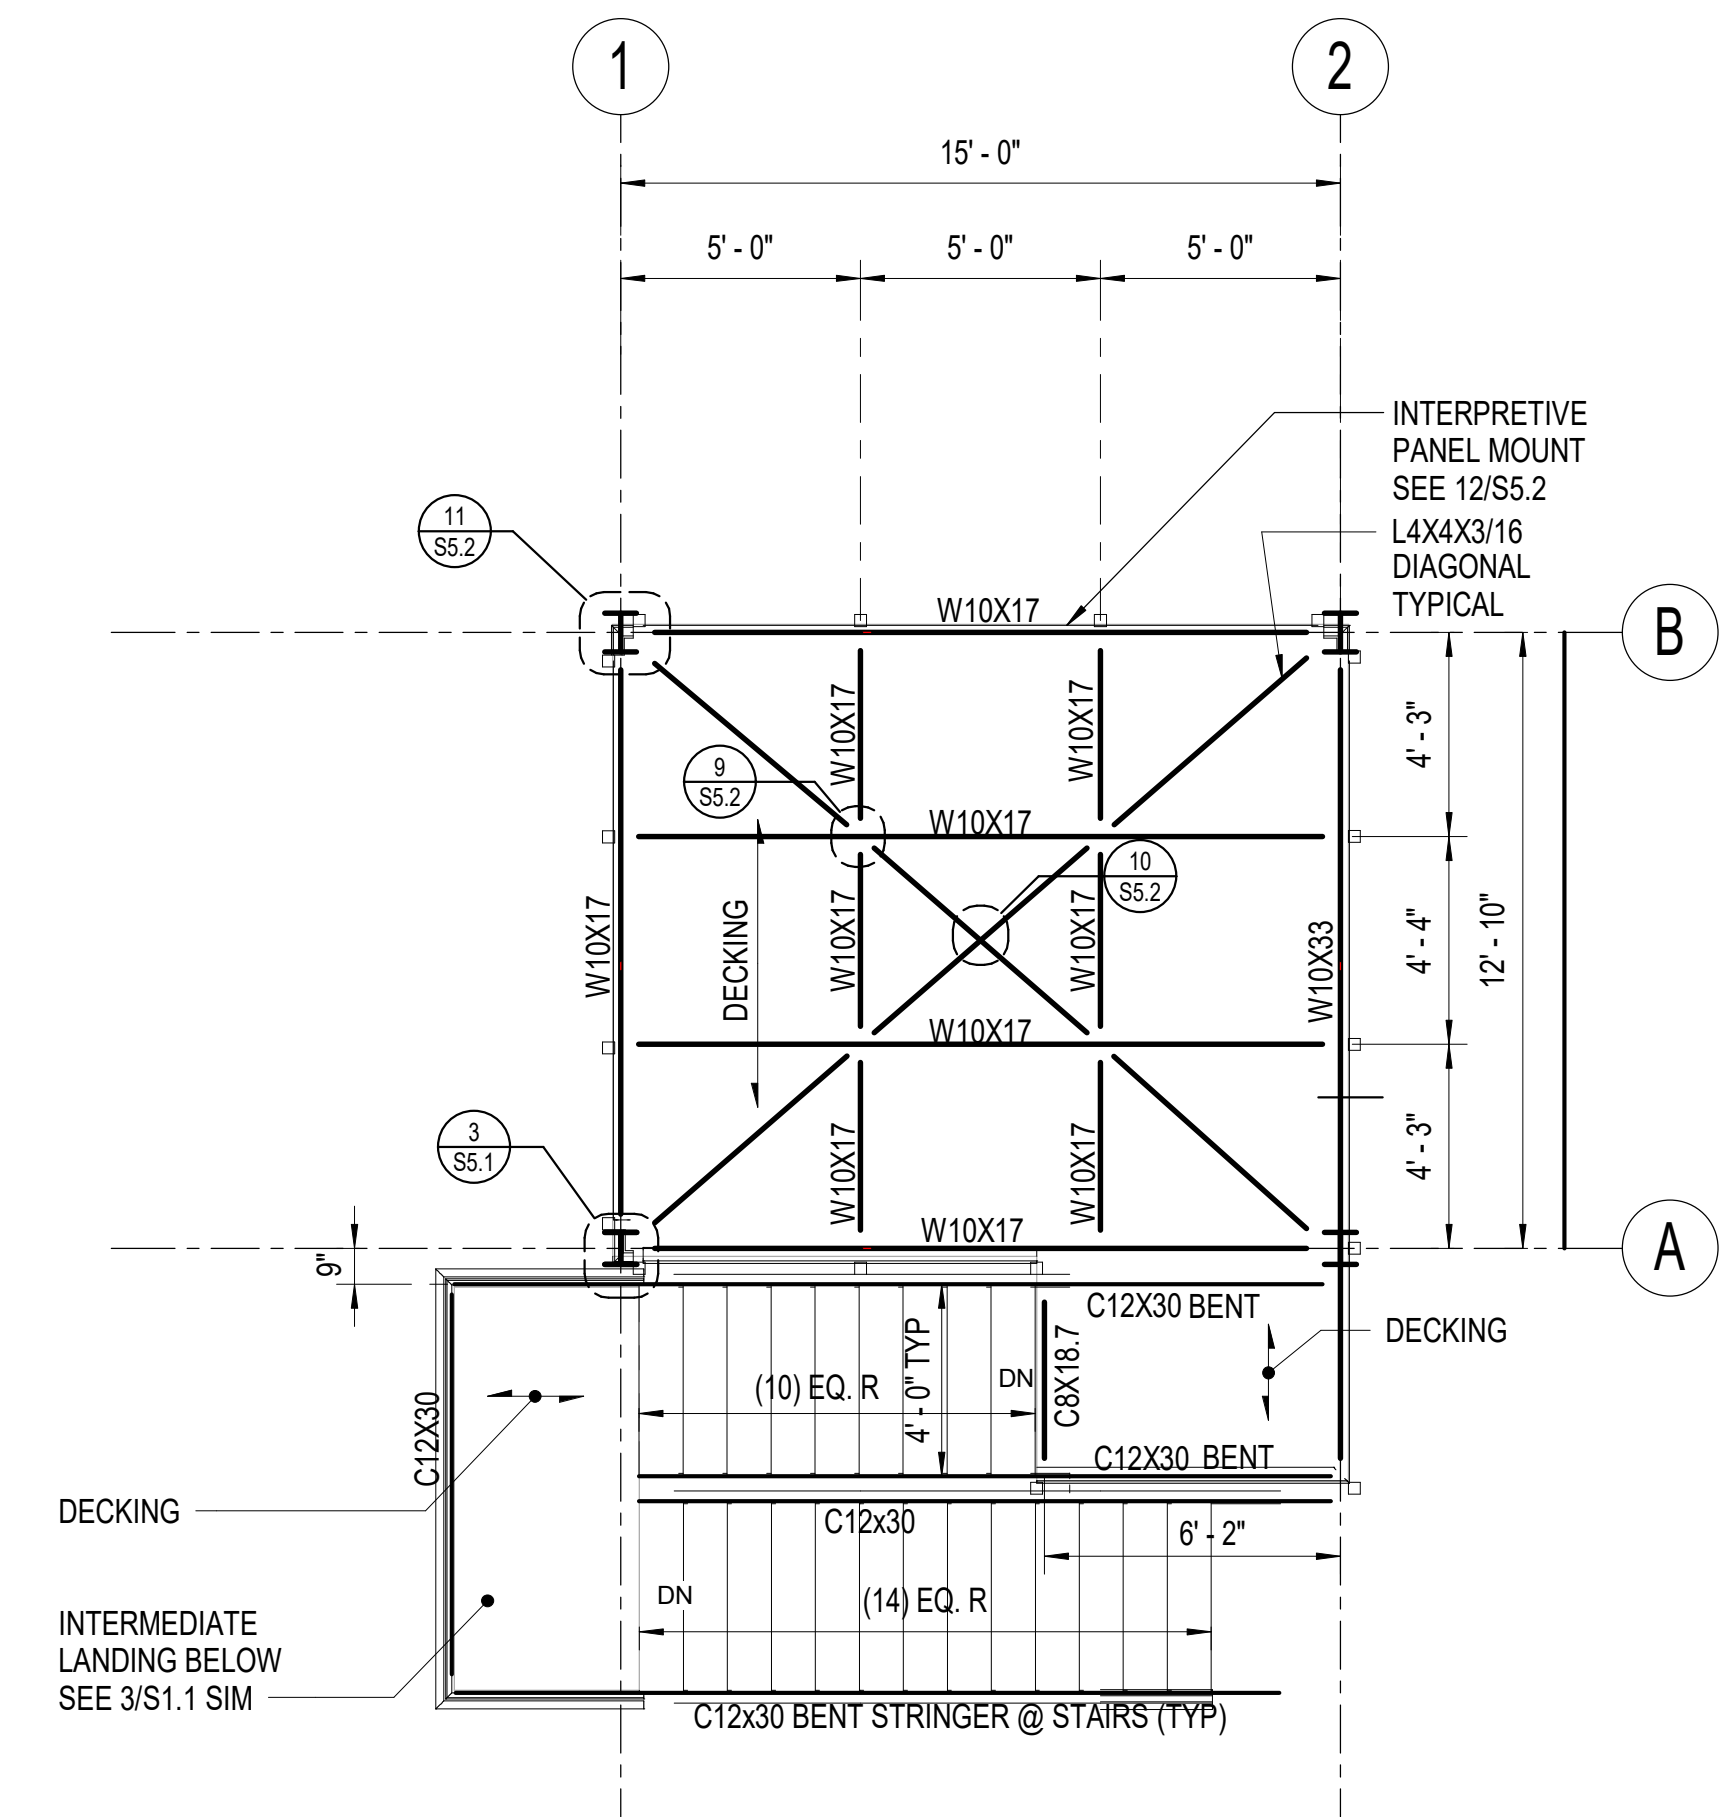 1
2
15' - 0"
5' - 0"
5' - 0"
5' - 0"
INTERPRETIVE
PANEL MOUNT
SEE 12/S5.2
L4X4X3/16
DIAGONAL
TYPICAL
11
S5.2
W10X17
B
W10X17
W10X17
4' - 3"
9
S5.2
W10X17
10
S5.2
W10X17
DECKING
W10X17
W10X17
W10X33
4' - 4"
12' - 10"
W10X17
3
S5.1
W10X17
W10X17
4' - 3"
W10X17
A
9"
C12X30 BENT
DECKING
(10) EQ. R
4' - 0" TYP
DN
C8X18.7
C12X30
C12X30 BENT
DECKING
C12x30
6' - 2"
DN
(14) EQ. R
INTERMEDIATE
LANDING BELOW
SEE 3/S1.1 SIM
C12x30 BENT STRINGER @ STAIRS (TYP)